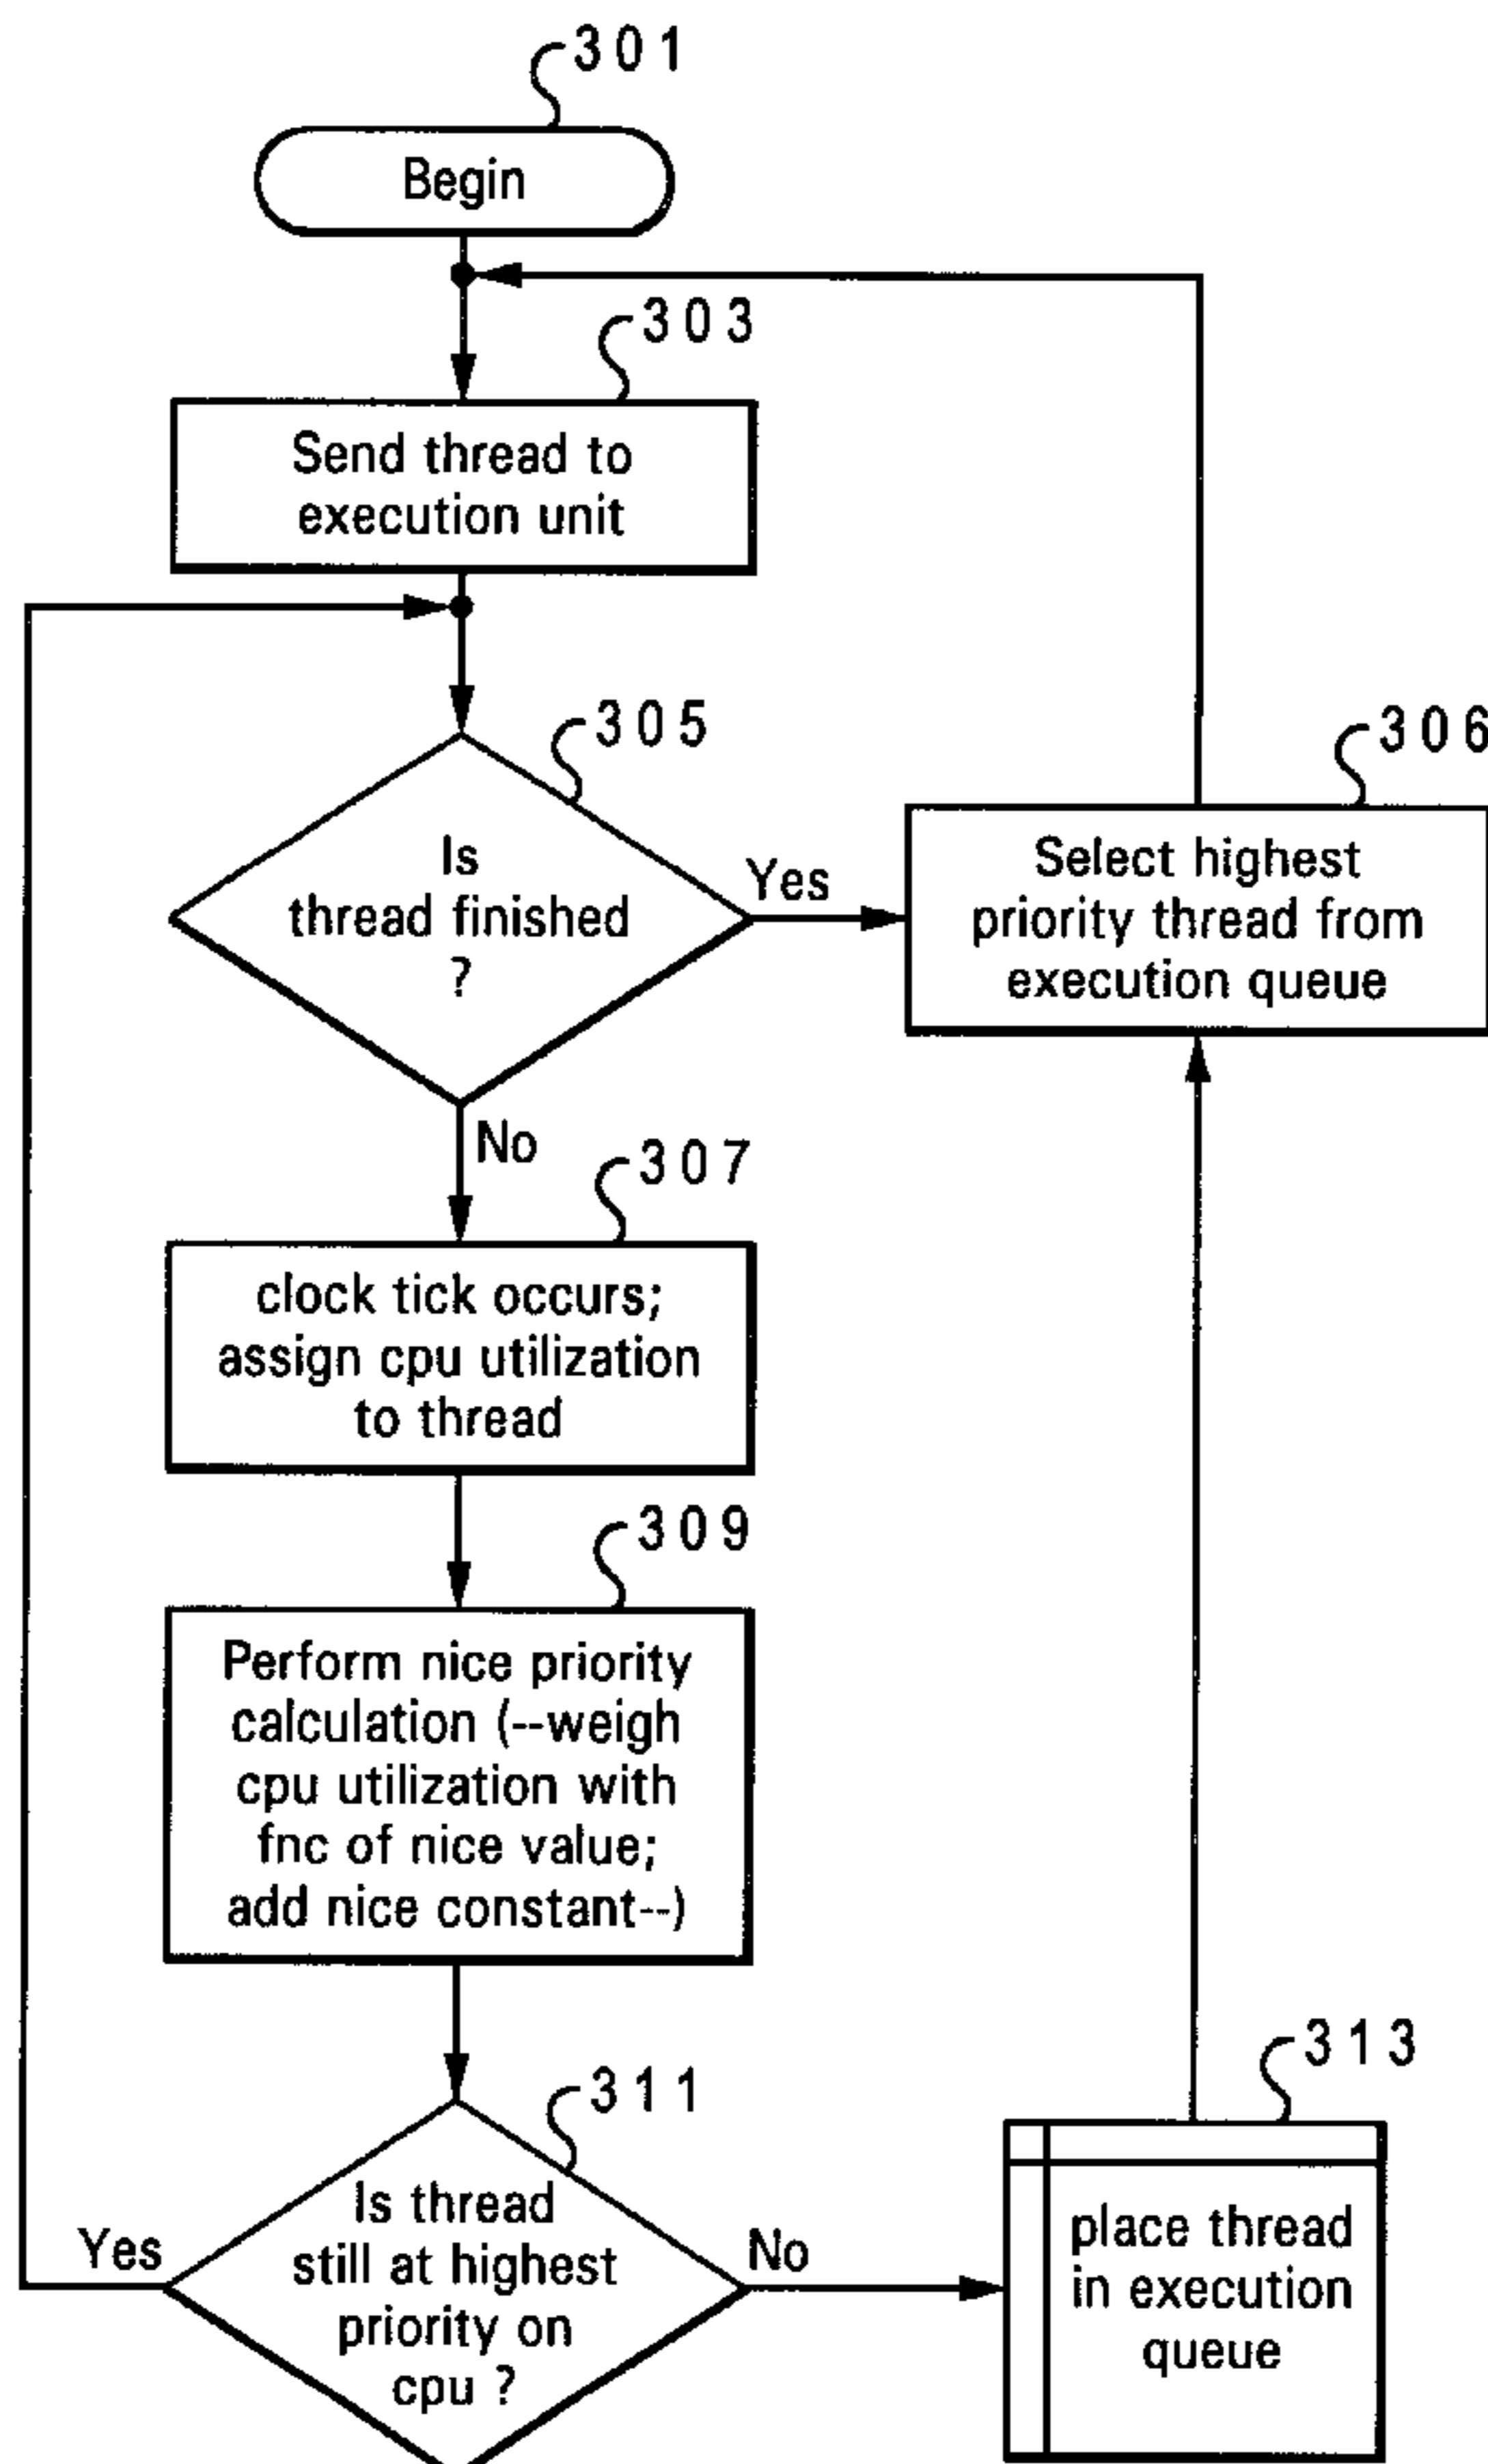 301
Begin
303
Send thread to
execution unit
305
Is
thread finished
?
Yes
306
Select highest
priority thread from
execution queue
No
307
clock tick occurs;
assign cpu utilization
to thread
309
Perform nice priority
calculation (--weigh
cpu utilization with
fnc of nice value;
add nice constant--)
311
Is thread
still at highest
priority on
cpu ?
Yes
No
313
place thread
in execution
queue